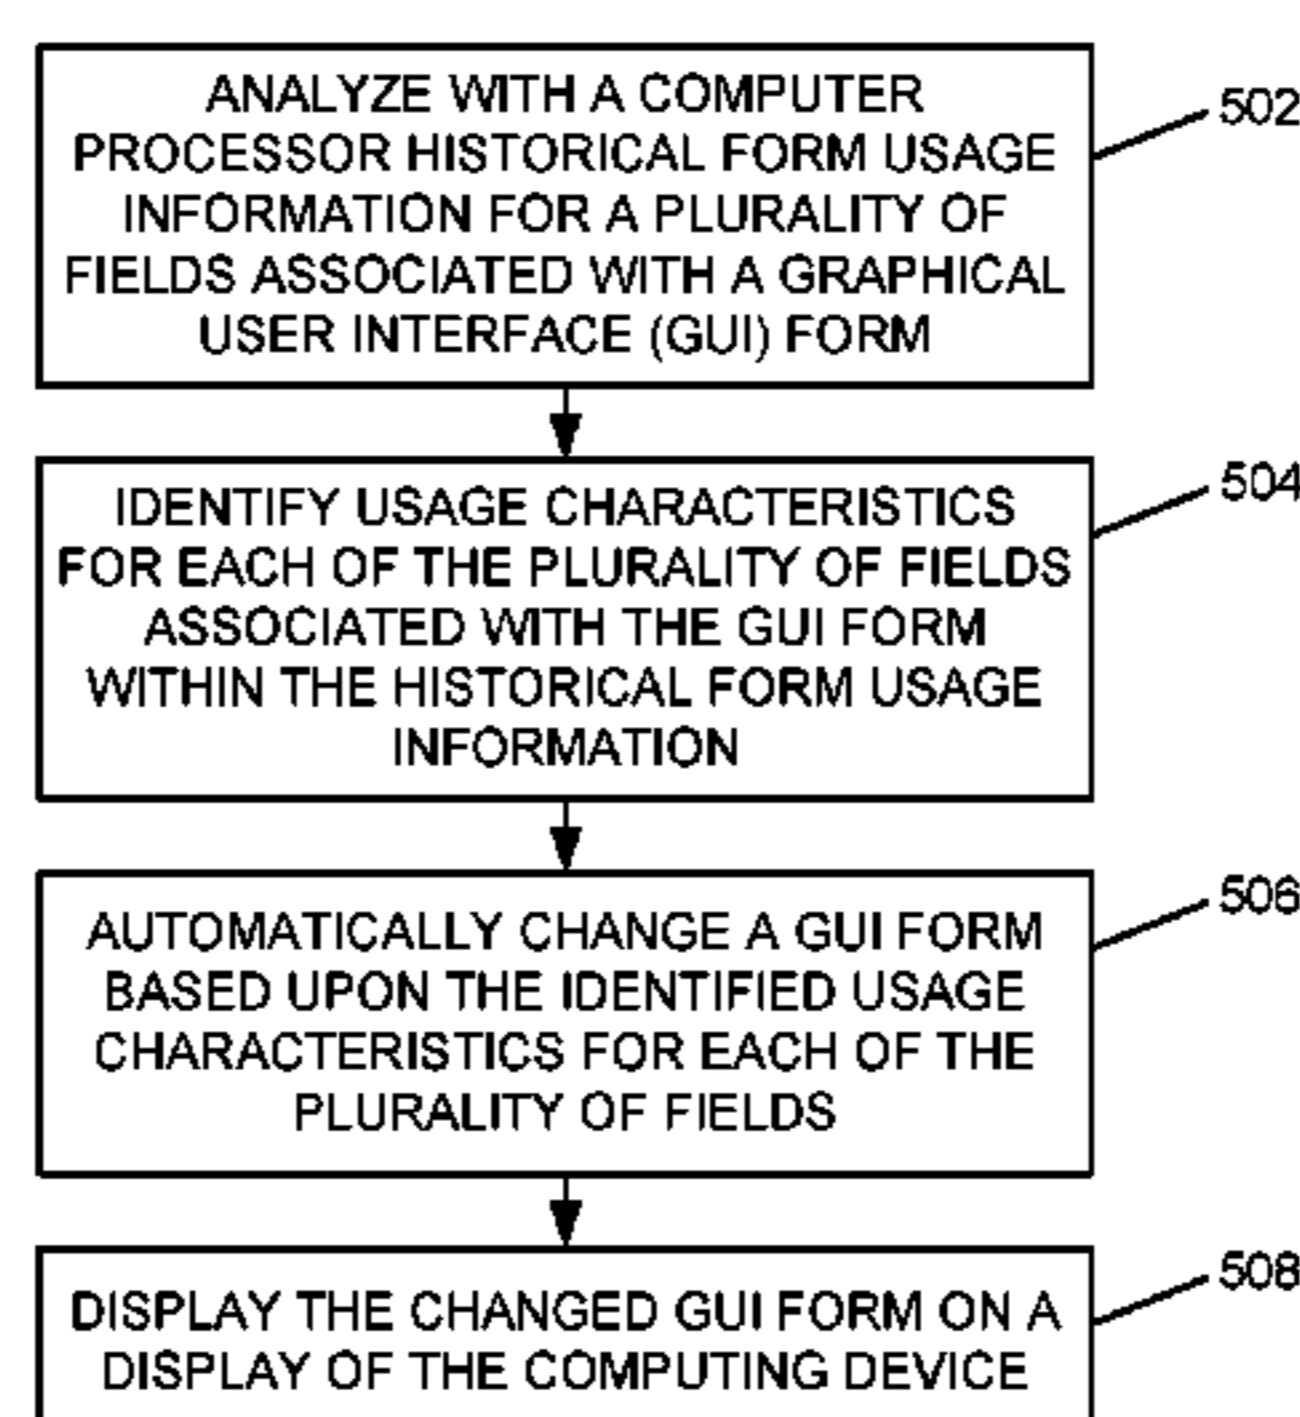 ANALYZE WITH A COMPUTER
PROCESSOR HISTORICAL FORM USAGE
INFORMATION FOR A PLURALITY OF
FIELDS ASSOCIATED WITH A GRAPHICAL
USER INTERFACE (GUI) FORM
502
IDENTIFY USAGE CHARACTERISTICS
FOR EACH OF THE PLURALITY OF FIELDS
ASSOCIATED WITH THE GUI FORM
WITHIN THE HISTORICAL FORM USAGE
INFORMATION
504
AUTOMATICALLY CHANGE A GUI FORM
BASED UPON THE IDENTIFIED USAGE
CHARACTERISTICS FOR EACH OF THE
PLURALITY OF FIELDS
506
DISPLAY THE CHANGED GUI FORM ON A
DISPLAY OF THE COMPUTING DEVICE
508